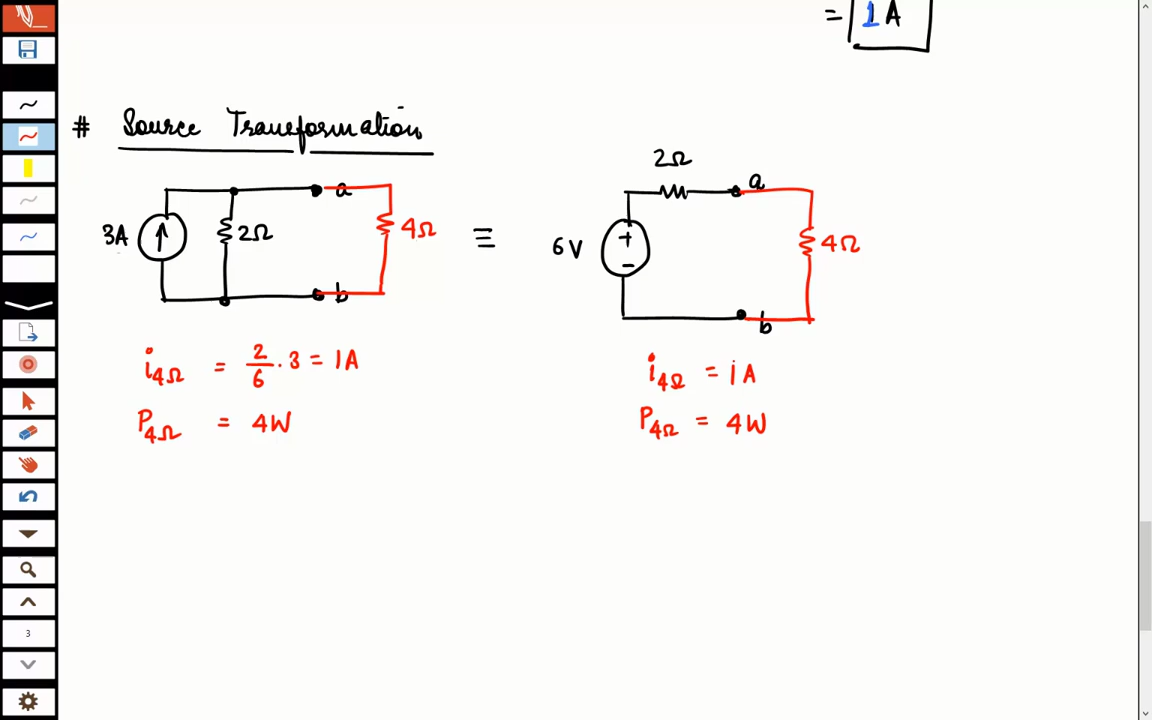 = 1 A
# Source Transformation
3A 2Ω a b 4Ω ≡ 6V + - 2Ω a b 4Ω
i4Ω = 2/6 . 3 = 1A
P4Ω = 4W
i4Ω = 1A
P4Ω = 4W
3